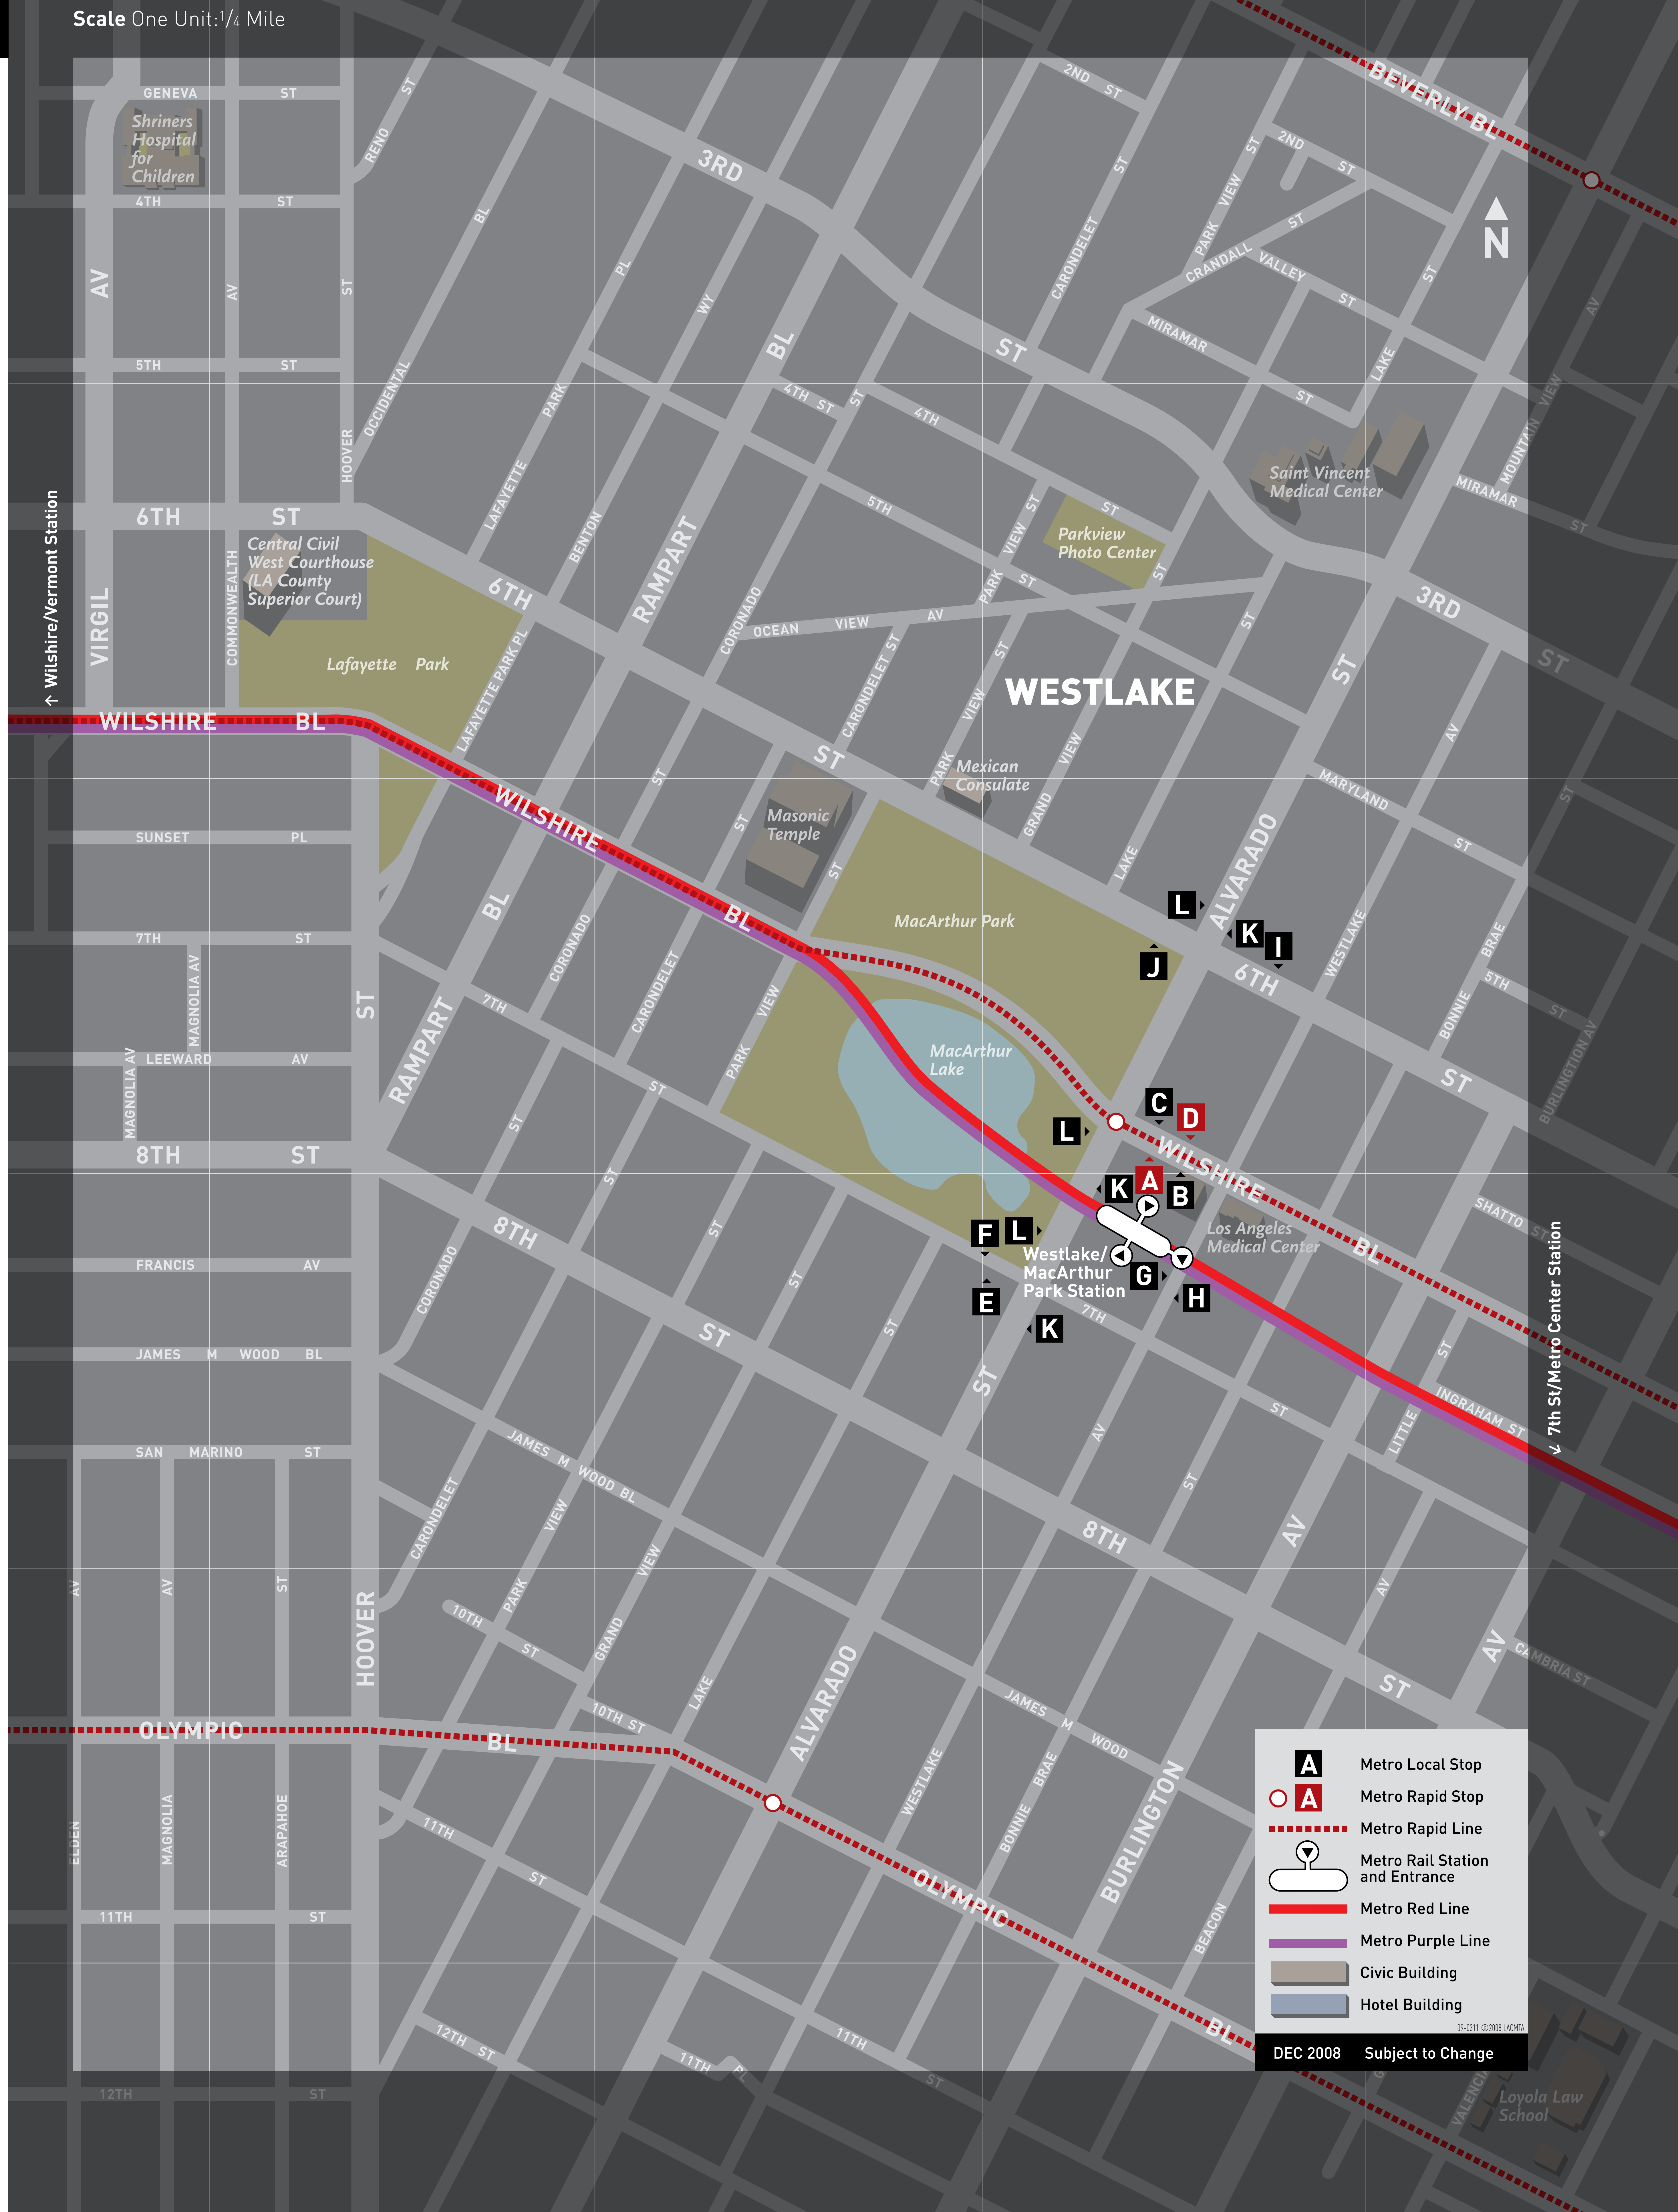 Scale One Unit:1/4 Mile
BEVERLY BL
2ND ST
GENEVA ST
RENO ST
Shriners
Hospital
for
Children
3RD
2ND ST
4TH ST
BL
CARONDELET ST
PARK VIEW ST
CRANDALL ST
VALLEY ST
N
AV
AV
ST
PL
WY
BL
ST
MIRAMAR ST
LAKE ST
AV
5TH ST
OCCIDENTAL
PARK
4TH ST
ST
4TH
MOUNTAIN VIEW
HOOVER
LAFAYETTE
5TH
ST
Saint Vincent
Medical Center
MIRAMAR ST
6TH ST
BENTON
RAMPART
VIEW ST
Parkview
Photo Center
Central Civil
West Courthouse
(LA County
Superior Court)
6TH
COMMONWEALTH
VIRGIL
CORONADO
PARK
ST
ST
3RD
ST
OCEAN VIEW AV
ST
← Wilshire/Vermont Station
Lafayette Park
LAFAYETTE PARK PL
CARONDELET ST
PARK VIEW ST
WESTLAKE
ST
WILSHIRE BL
ST
ST
GRAND VIEW
Mexican
Consulate
AV
MARYLAND ST
ST
WILSHIRE
Masonic
Temple
ST
ST
SUNSET PL
LAKE
ALVARADO
BL
BL
MacArthur Park
L
K
I
J
7TH ST
MAGNOLIA AV
CORONADO
CARONDELET
PARK VIEW
6TH
WESTLAKE
BONNIE BRAE
5TH ST
ST
RAMPART
7TH
ST
LEEWARD AV
MAGNOLIA AV
MacArthur
Lake
ST
BURLINGTON AV
C
D
L
8TH ST
ST
ST
WILSHIRE
K
A
B
BL
SHATTO ST
8TH
ST
F
L
Los Angeles
Medical Center
Westlake/
MacArthur
Park Station
G
H
E
K
7TH
ST
← 7th St/Metro Center Station
FRANCIS AV
CORONADO
ST
ST
ST
JAMES M WOOD BL
ST
ST
INGRAHAM ST
LITTLE
AV
SAN MARINO ST
JAMES M WOOD BL
CARONDELET
PARK VIEW
GRAND VIEW
ST
8TH
AV
AV
AV
AV
ST
HOOVER
10TH ST
10TH ST
LAKE
ALVARADO
AV
CAMBRIA ST
ST
JAMES M WOOD
OLYMPIC BL
WESTLAKE
BONNIE BRAE
BURLINGTON
ELDEN
MAGNOLIA
ARAPAHOE
11TH ST
OLYMPIC
BEACON
BL
11TH ST
12TH ST
11TH PL
11TH
ST
12TH ST
VALENCIA
G
Loyola Law
School
A Metro Local Stop
A Metro Rapid Stop
Metro Rapid Line
Metro Rail Station
and Entrance
Metro Red Line
Metro Purple Line
Civic Building
Hotel Building
09-0311 ©2008 LACMTA
DEC 2008 Subject to Change